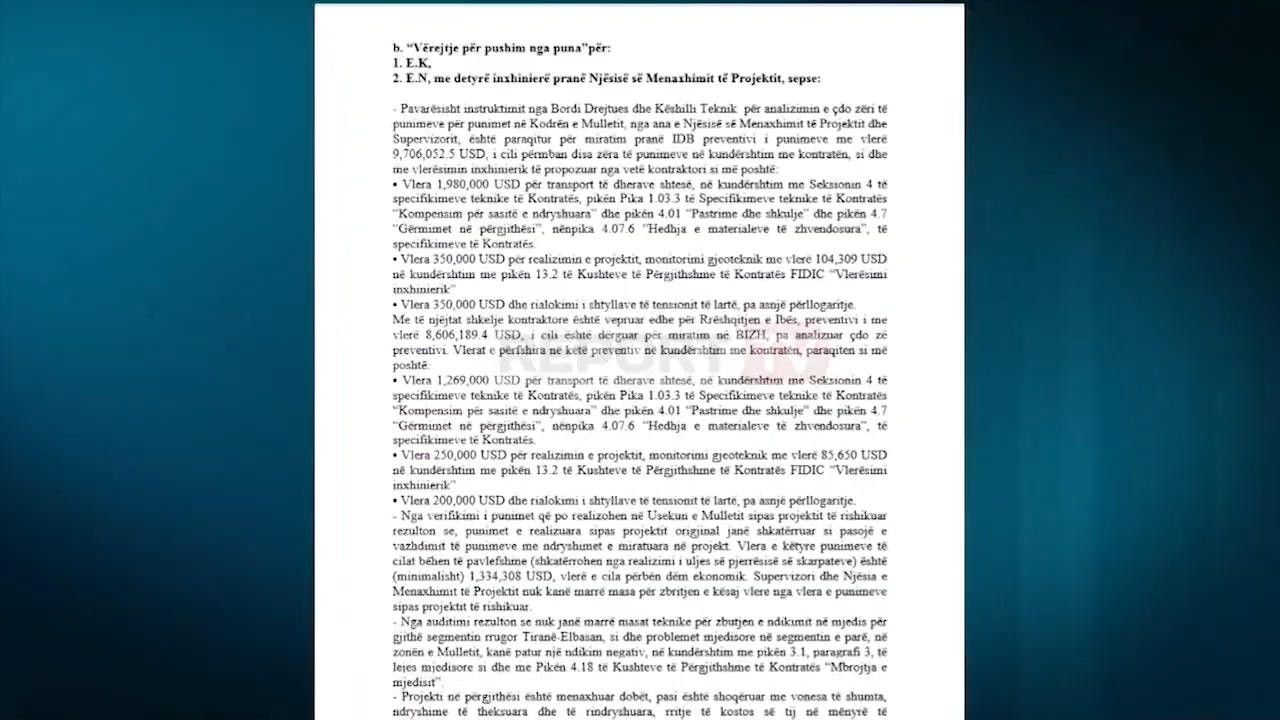 b. “Vërejtje për pushim nga puna”për:
1. E.K,
2. E.N, me detyrë inxhinierë pranë Njësisë së Menaxhimit të Projektit, sepse:
- Pavarësisht instruktimit nga Bordi Drejtues dhe Këshilli Teknik për analizimin e çdo zëri të
punimeve për punimet në Kodrën e Mulletit, nga ana e Njësisë së Menaxhimit të Projektit dhe
Supervizorit, është paraqitur për miratim pranë IDB preventivi i punimeve me vlerë
9,706,052.5 USD, i cili përmban disa zëra të punimeve në kundërshtim me kontratën, si dhe
me vlerësimin inxhinierik të propozuar nga vetë kontraktori si më poshtë:
• Vlera 1,980,000 USD për transport të dherave shtesë, në kundërshtim me Seksionin 4 të
specifikimeve teknike të Kontratës, pikën Pika 1.03.3 të Specifikimeve teknike të Kontratës
“Kompensim për sasitë e ndryshuara” dhe pikën 4.01 “Pastrime dhe shkulje” dhe pikën 4.7
“Gërmimet në përgjithësi”, nënpika 4.07.6 “Hedhja e materialeve të zhvendosura”, të
specifikimeve të Kontratës.
• Vlera 350,000 USD për realizimin e projektit, monitorimi gjeoteknik me vlerë 104,309 USD
në kundërshtim me pikën 13.2 të Kushteve të Përgjithshme të Kontratës FIDIC “Vlerësimi
inxhinierik”
• Vlera 350,000 USD dhe rialokimi i shtyllave të tensionit të lartë, pa asnjë përllogaritje.
Me të njëjtat shkelje kontraktore është vepruar edhe për Rrëshqitjen e Ibës, preventivi i me
vlerë 8,606,189.4 USD, i cili është dërguar për miratim në BIZH, pa analizuar çdo zë
preventivi. Vlerat e përfshira në këtë preventiv në kundërshtim me kontratën, paraqiten si më
poshtë:
• Vlera 1,269,000 USD për transport të dherave shtesë, në kundërshtim me Seksionin 4 të
specifikimeve teknike të Kontratës, pikën Pika 1.03.3 të Specifikimeve teknike të Kontratës
“Kompensim për sasitë e ndryshuara” dhe pikën 4.01 “Pastrime dhe shkulje” dhe pikën 4.7
“Gërmimet në përgjithësi”, nënpika 4.07.6 “Hedhja e materialeve të zhvendosura”, të
specifikimeve të Kontratës.
• Vlera 250,000 USD për realizimin e projektit, monitorimi gjeoteknik me vlerë 85,650 USD
në kundërshtim me pikën 13.2 të Kushteve të Përgjithshme të Kontratës FIDIC “Vlerësimi
inxhinierik”
• Vlera 200,000 USD dhe rialokimi i shtyllave të tensionit të lartë, pa asnjë përllogaritje.
- Nga verifikimi i punimet që po realizohen në Usekun e Mulletit sipas projektit të rishikuar
rezulton se, punimet e realizuara sipas projektit origjinal janë shkatërruar si pasojë e
vazhdimit të punimeve me ndryshimet e miratuara në projekt. Vlera e këtyre punimeve të
cilat bëhen të pavlefshme (shkatërrohen nga realizimi i uljes së pjerrësisë së skarpateve) është
(minimalisht) 1,334,308 USD, vlerë e cila përbën dëm ekonomik. Supervizori dhe Njësia e
Menaxhimit të Projektit nuk kanë marrë masa për zbritjen e kësaj vlere nga vlera e punimeve
sipas projektit të rishikuar.
- Nga auditimi rezulton se nuk janë marrë masat teknike për zbutjen e ndikimit në mjedis për
gjithë segmentin rrugor Tiranë-Elbasan, si dhe problemet mjedisore në segmentin e parë, në
zonën e Mulletit, kanë patur një ndikim negativ, në kundërshtim me pikën 3.1, paragrafi 3, të
lejes mjedisore si dhe me Pikën 4.18 të Kushteve të Përgjithshme të Kontratës “Mbrojtja e
mjedisit”.
- Projekti në përgjithësi është menaxhuar dobët, pasi është shoqëruar me vonesa të shumta,
ndryshime të theksuara dhe të rindryshuara, rritje të kostos së tij në mënyrë të
REPORT TV